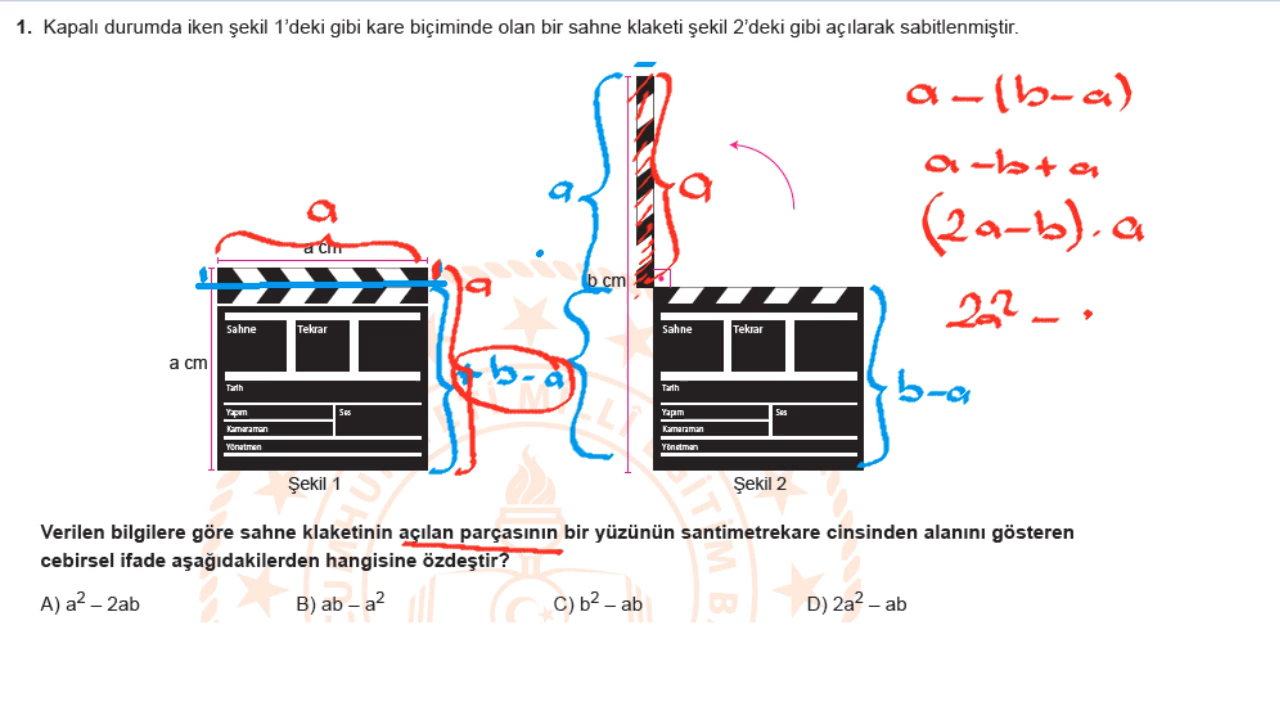 1. Kapalı durumda iken şekil 1'deki gibi kare biçiminde olan bir sahne klaketi şekil 2'deki gibi açılarak sabitlenmiştir.
a – (b – a)
a – b + a
(2a – b) . a
2a² – .
a
a cm
a
a
a
b cm
a cm
Sahne Tekrar
Tarih
Yapım Ses
Kameraman
Yönetmen
Şekil 1
b – a
Sahne Tekrar
Tarih
Yapım Ses
Kameraman
Yönetmen
Şekil 2
b – a
Verilen bilgilere göre sahne klaketinin açılan parçasının bir yüzünün santimetrekare cinsinden alanını gösteren
cebirsel ifade aşağıdakilerden hangisine özdeştir?
A) a² – 2ab B) ab – a² C) b² – ab D) 2a² – ab